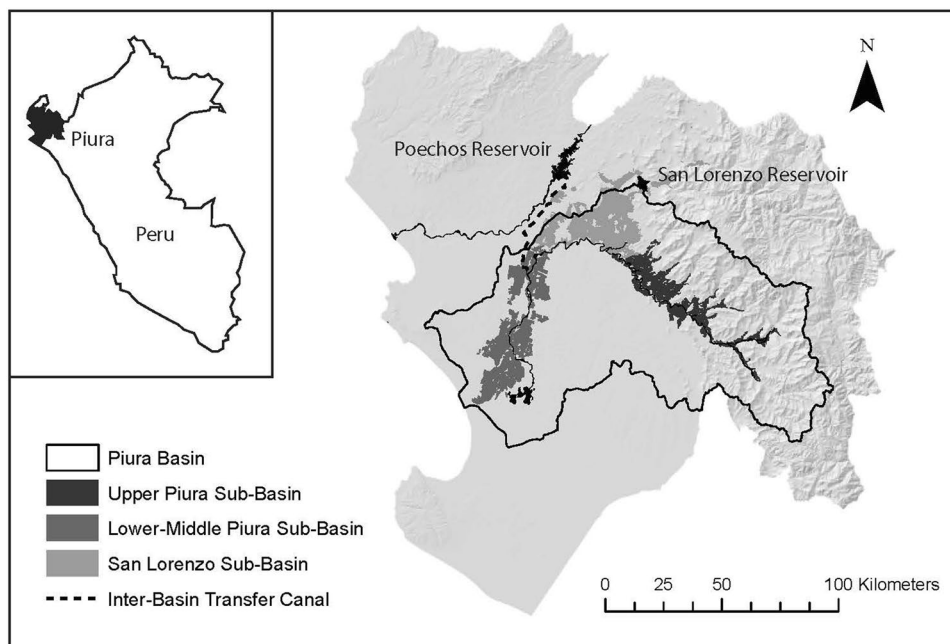 Piura
Peru
N
Poechos Reservoir
San Lorenzo Reservoir
Piura Basin
Upper Piura Sub-Basin
Lower-Middle Piura Sub-Basin
San Lorenzo Sub-Basin
Inter-Basin Transfer Canal
0 25 50 100 Kilometers